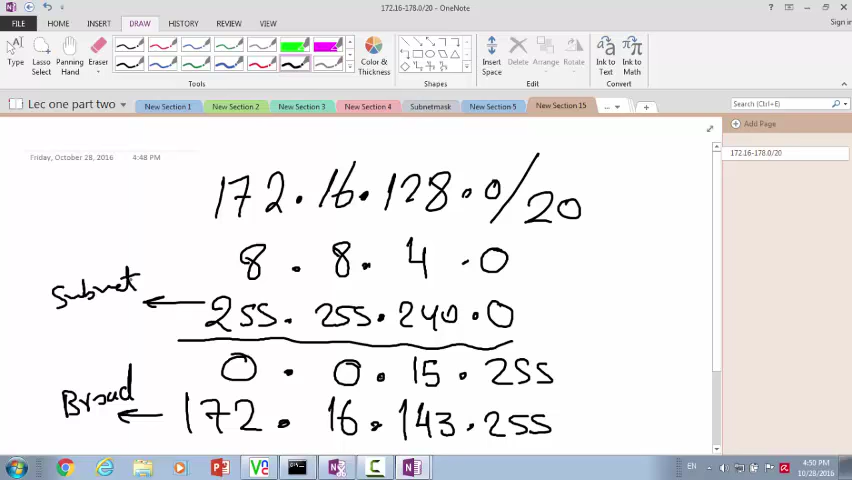 172.16-178.0/20 - OneNote
FILE HOME INSERT DRAW HISTORY REVIEW VIEW
Sign in
Type Lasso Select Panning Hand Eraser Color & Thickness Insert Space Delete Arrange Rotate Ink to Text Ink to Math
Tools Shapes Edit Convert
Lec one part two New Section 1 New Section 2 New Section 3 New Section 4 Subnetmask New Section 5 New Section 15 ... Search (Ctrl+E)
Add Page
172.16-178.0/20
Friday, October 28, 2016 4:48 PM
172.16.128.0/20
8.8.4.0
Subnet ← 255.255.240.0
0.0.15.255
Broad ← 172.16.143.255
EN 4:50 PM
10/28/2016